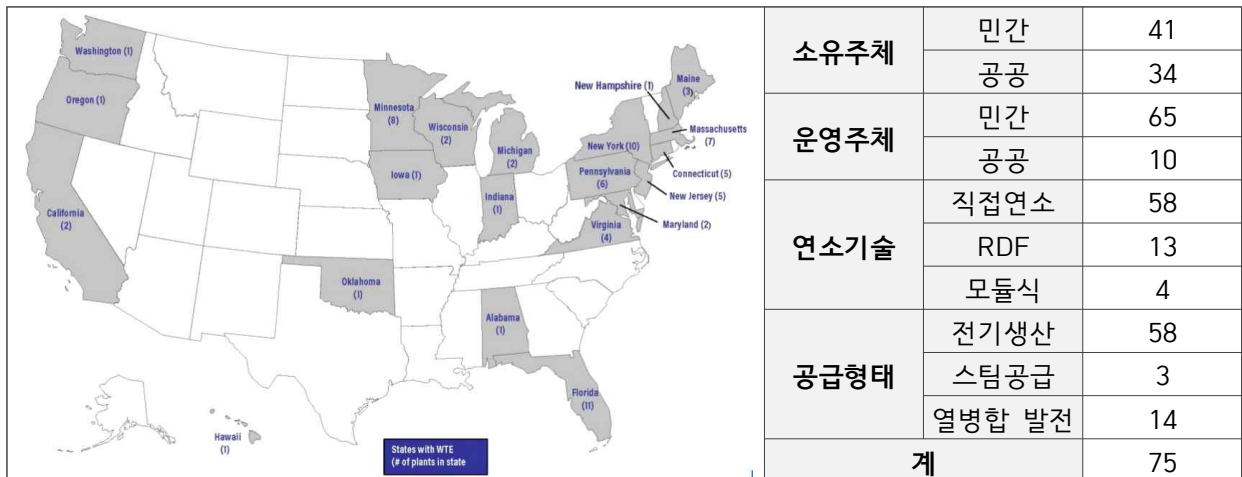 Washington (1)
Oregon (1)
California
(2)
Minnesota
(8)
Wisconsin
(2)
Michigan
(2)
Iowa (1)
Indiana
(1)
Oklahoma
(1)
Alabama
(1)
Florida
(11)
Hawaii
(1)
New Hampshire (1)
Maine
(3)
Massachusetts
(7)
New York (10)
Connecticut (5)
Pennsylvania
(6)
New Jersey (5)
Maryland (2)
Virginia
(4)
States with WTE
(# of plants in state
소유주체 민간 41
공공 34
운영주체 민간 65
공공 10
연소기술 직접연소 58
RDF 13
모듈식 4
공급형태 전기생산 58
스팀공급 3
열병합 발전 14
계 75